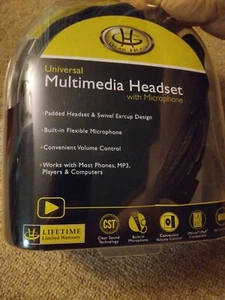 Universal
Multimedia Headset
with Microphone
• Padded Headset & Swivel Earcup Design
• Built-in Flexible Microphone
• Convenient Volume Control
• Works with Most Phones, MP3,
Players & Computers
LIFETIME
Limited Warranty
CST
Clear Sound
Technology
Built-in
Microphone
Convenient
Volume Control